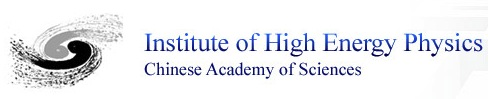 Institute of High Energy Physics
Chinese Academy of Sciences